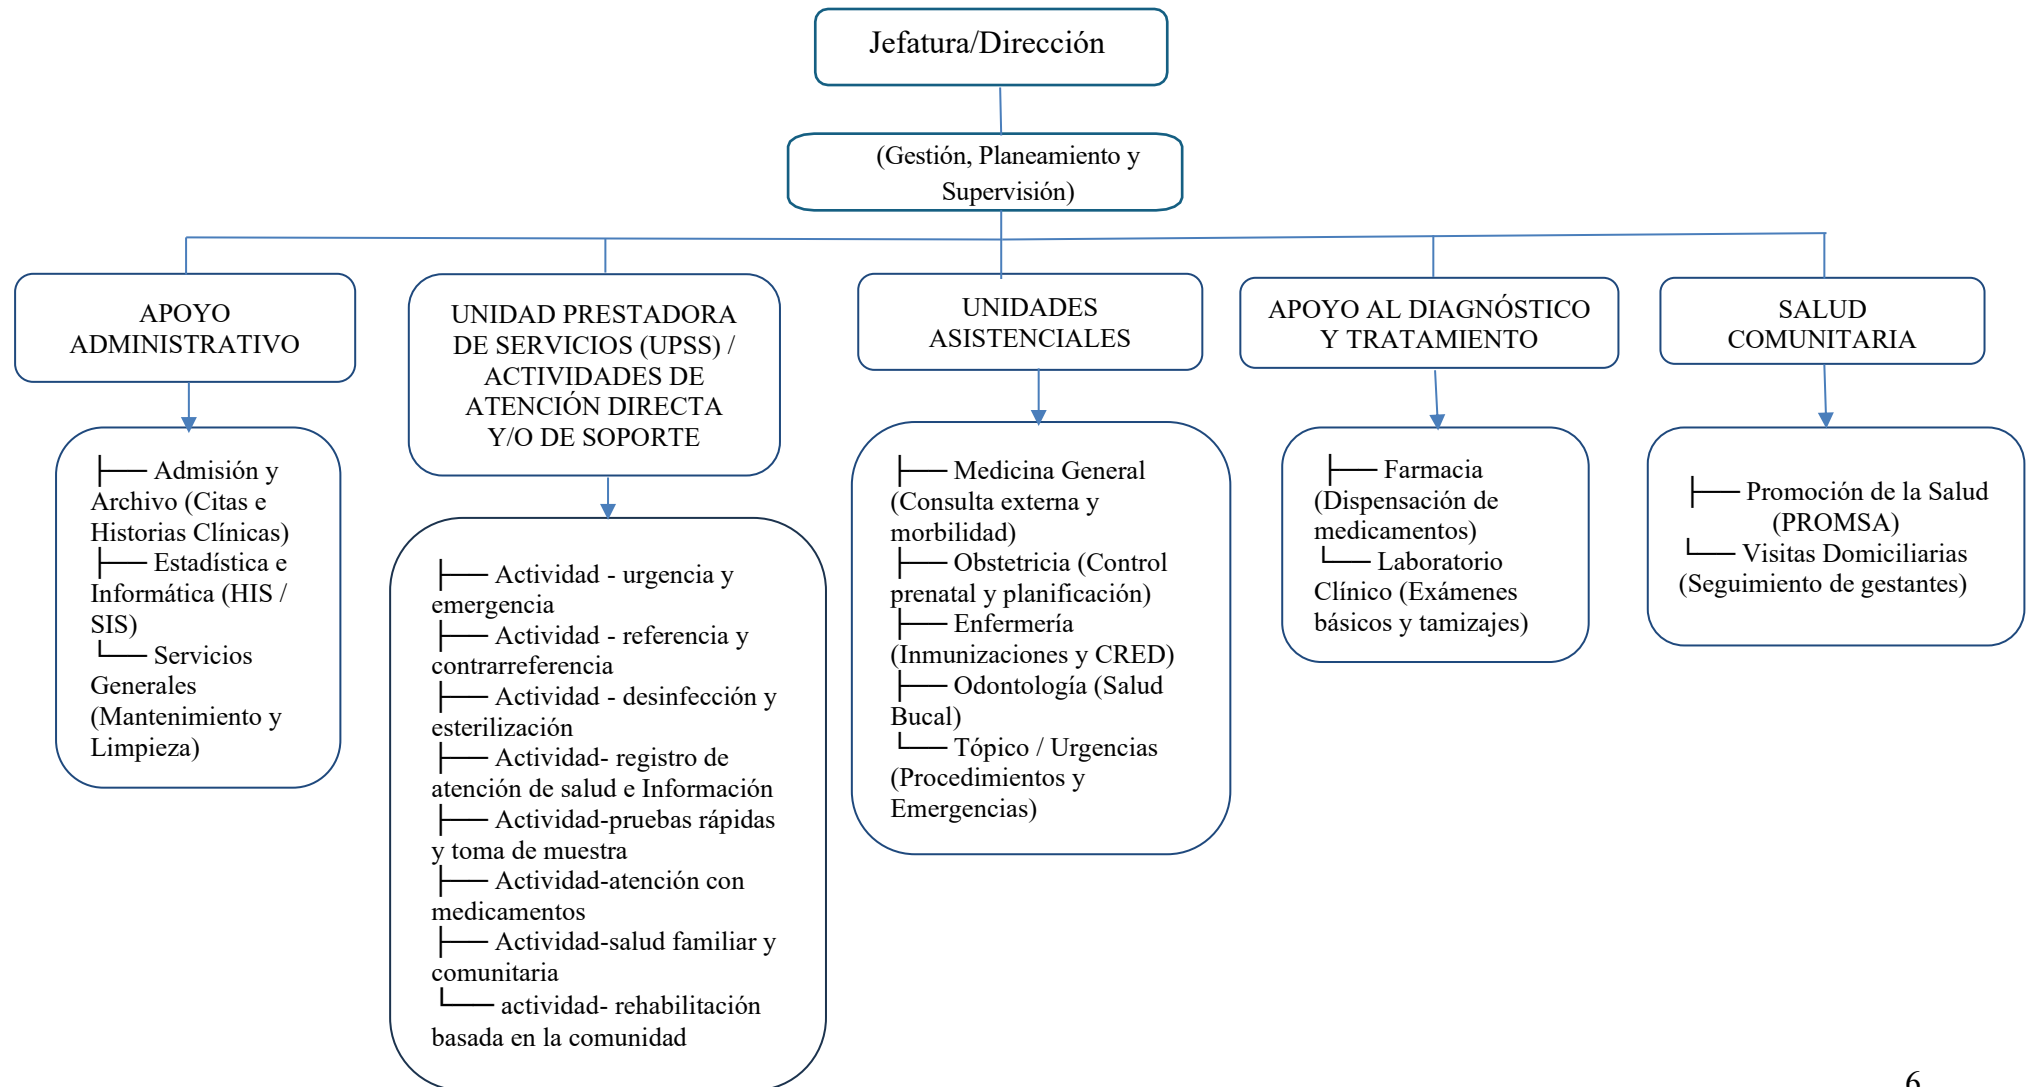 Jefatura/Dirección
(Gestión, Planeamiento y
Supervisión)
APOYO
ADMINISTRATIVO
├── Admisión y
Archivo (Citas e
Historias Clínicas)
├── Estadística e
Informática (HIS /
SIS)
└── Servicios
Generales
(Mantenimiento y
Limpieza)
UNIDAD PRESTADORA
DE SERVICIOS (UPSS) /
ACTIVIDADES DE
ATENCIÓN DIRECTA
Y/O DE SOPORTE
├── Actividad - urgencia y
emergencia
├── Actividad - referencia y
contrarreferencia
├── Actividad - desinfección y
esterilización
├── Actividad- registro de
atención de salud e Información
├── Actividad-pruebas rápidas
y toma de muestra
├── Actividad-atención con
medicamentos
├── Actividad-salud familiar y
comunitaria
└── actividad- rehabilitación
basada en la comunidad
UNIDADES
ASISTENCIALES
├── Medicina General
(Consulta externa y
morbilidad)
├── Obstetricia (Control
prenatal y planificación)
├── Enfermería
(Inmunizaciones y CRED)
├── Odontología (Salud
Bucal)
└── Tópico / Urgencias
(Procedimientos y
Emergencias)
APOYO AL DIAGNÓSTICO
Y TRATAMIENTO
├── Farmacia
(Dispensación de
medicamentos)
└── Laboratorio
Clínico (Exámenes
básicos y tamizajes)
SALUD
COMUNITARIA
├── Promoción de la Salud
(PROMSA)
└── Visitas Domiciliarias
(Seguimiento de gestantes)
6